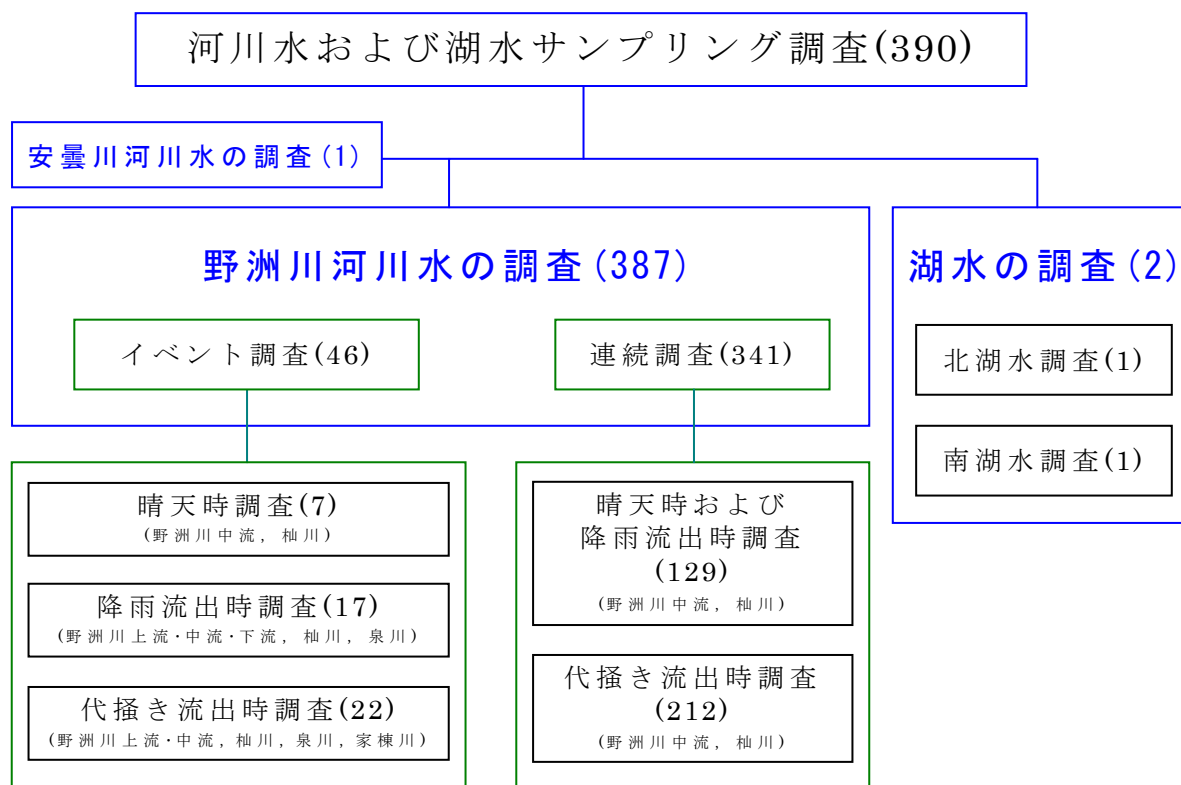 河川水および湖水サンプリング調査(390)
安曇川河川水の調査(1)
野洲川河川水の調査(387)
イベント調査(46)
連続調査(341)
晴天時調査(7)
(野洲川中流, 杣川)
降雨流出時調査(17)
(野洲川上流･中流･下流, 杣川, 泉川)
代掻き流出時調査(22)
(野洲川上流･中流, 杣川, 泉川, 家棟川)
晴天時および
降雨流出時調査
(129)
(野洲川中流, 杣川)
代掻き流出時調査
(212)
(野洲川中流, 杣川)
湖水の調査(2)
北湖水調査(1)
南湖水調査(1)